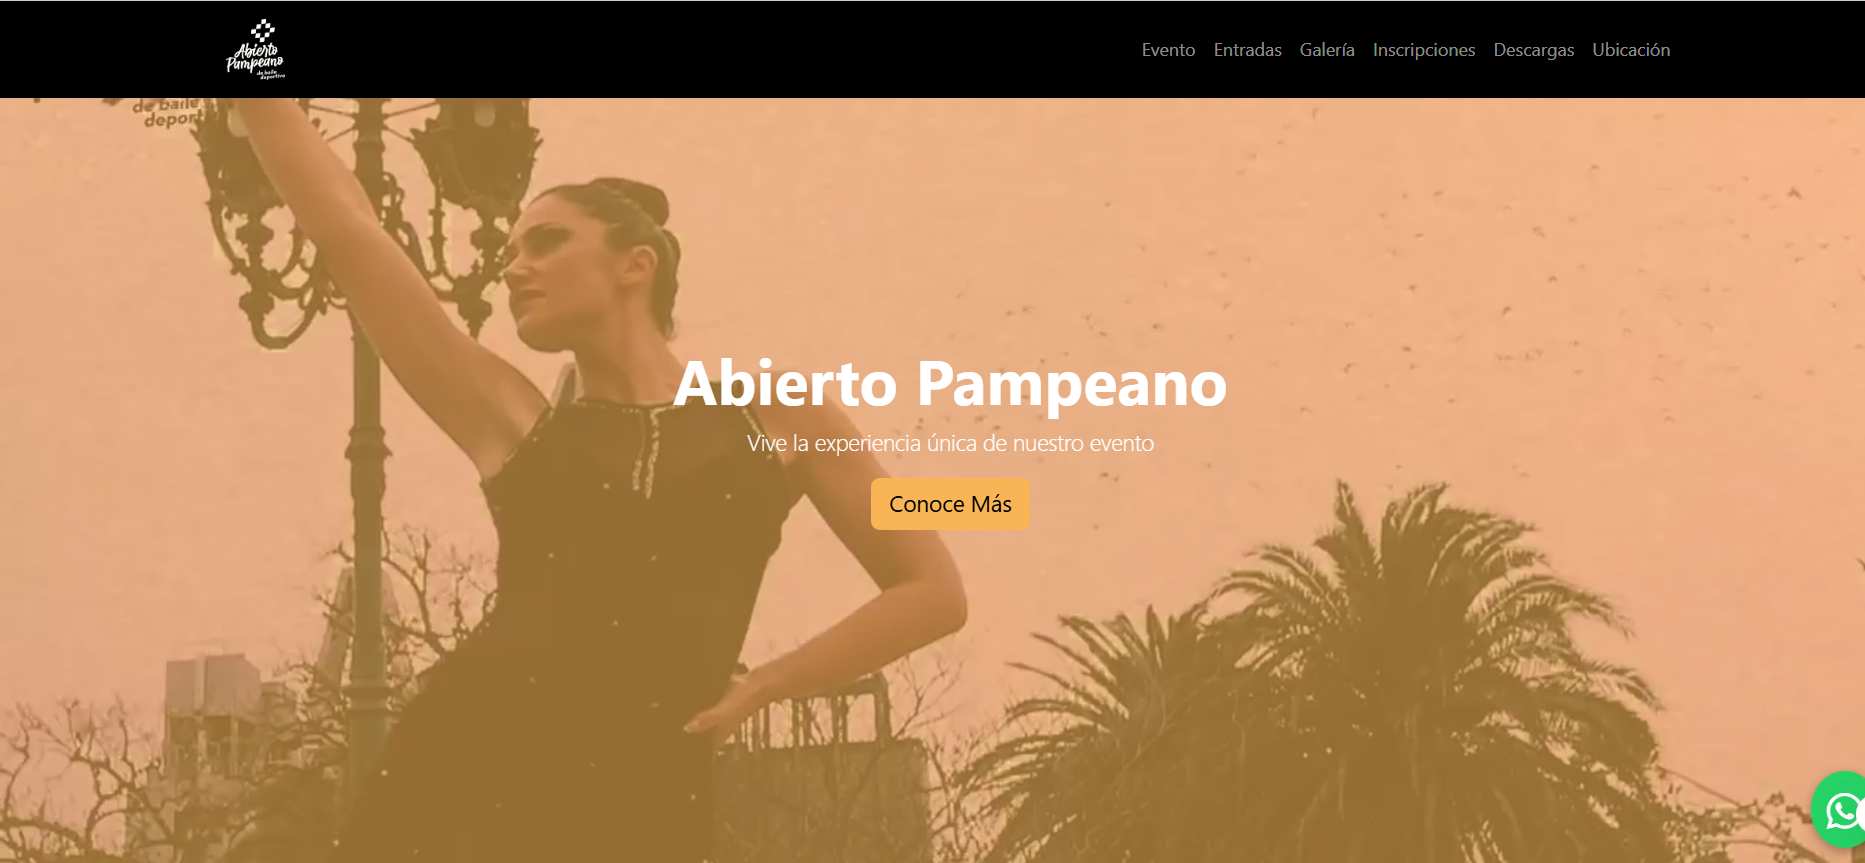 Abierto
Pampeano
de baile
deportivo
Evento Entradas Galería Inscripciones Descargas Ubicación
de baile
deport
Abierto Pampeano
Vive la experiencia única de nuestro evento
Conoce Más